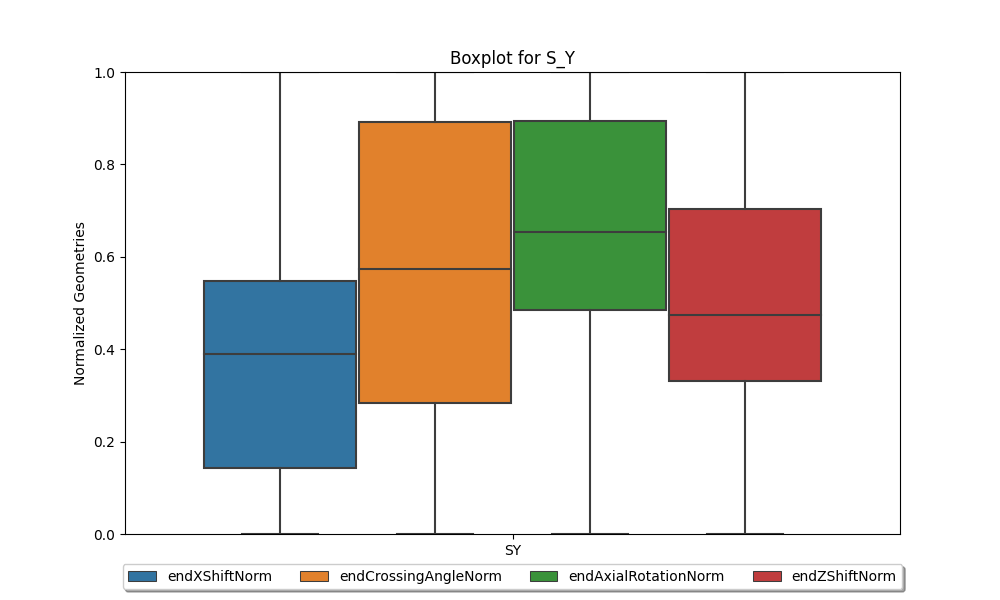 Boxplot for S_Y
1.0
0.8
0.6
0.4
0.2
0.0
Normalized Geometries
SY
endXShiftNorm endCrossingAngleNorm endAxialRotationNorm endZShiftNorm